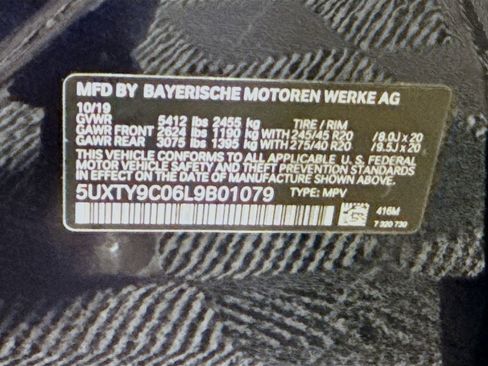 MFD BY BAYERISCHE MOTOREN WERKE AG
10/19
GVWR 5412 lbs 2455 kg TIRE / RIM
GAWR FRONT 2624 lbs 1190 kg WITH 245/45 R20 /8.0J x 20
GAWR REAR 3075 lbs 1395 kg WITH 275/40 R20 /9.5J x 20
THIS VEHICLE CONFORMS TO ALL APPLICABLE U. S. FEDERAL
MOTOR VEHICLE SAFETY AND THEFT PREVENTION STANDARDS
IN EFFECT ON THE DATE OF MANUFACTURE SHOWN ABOVE.
5UXTY9C06L9B01079 TYPE: MPV
416M
7 320 730